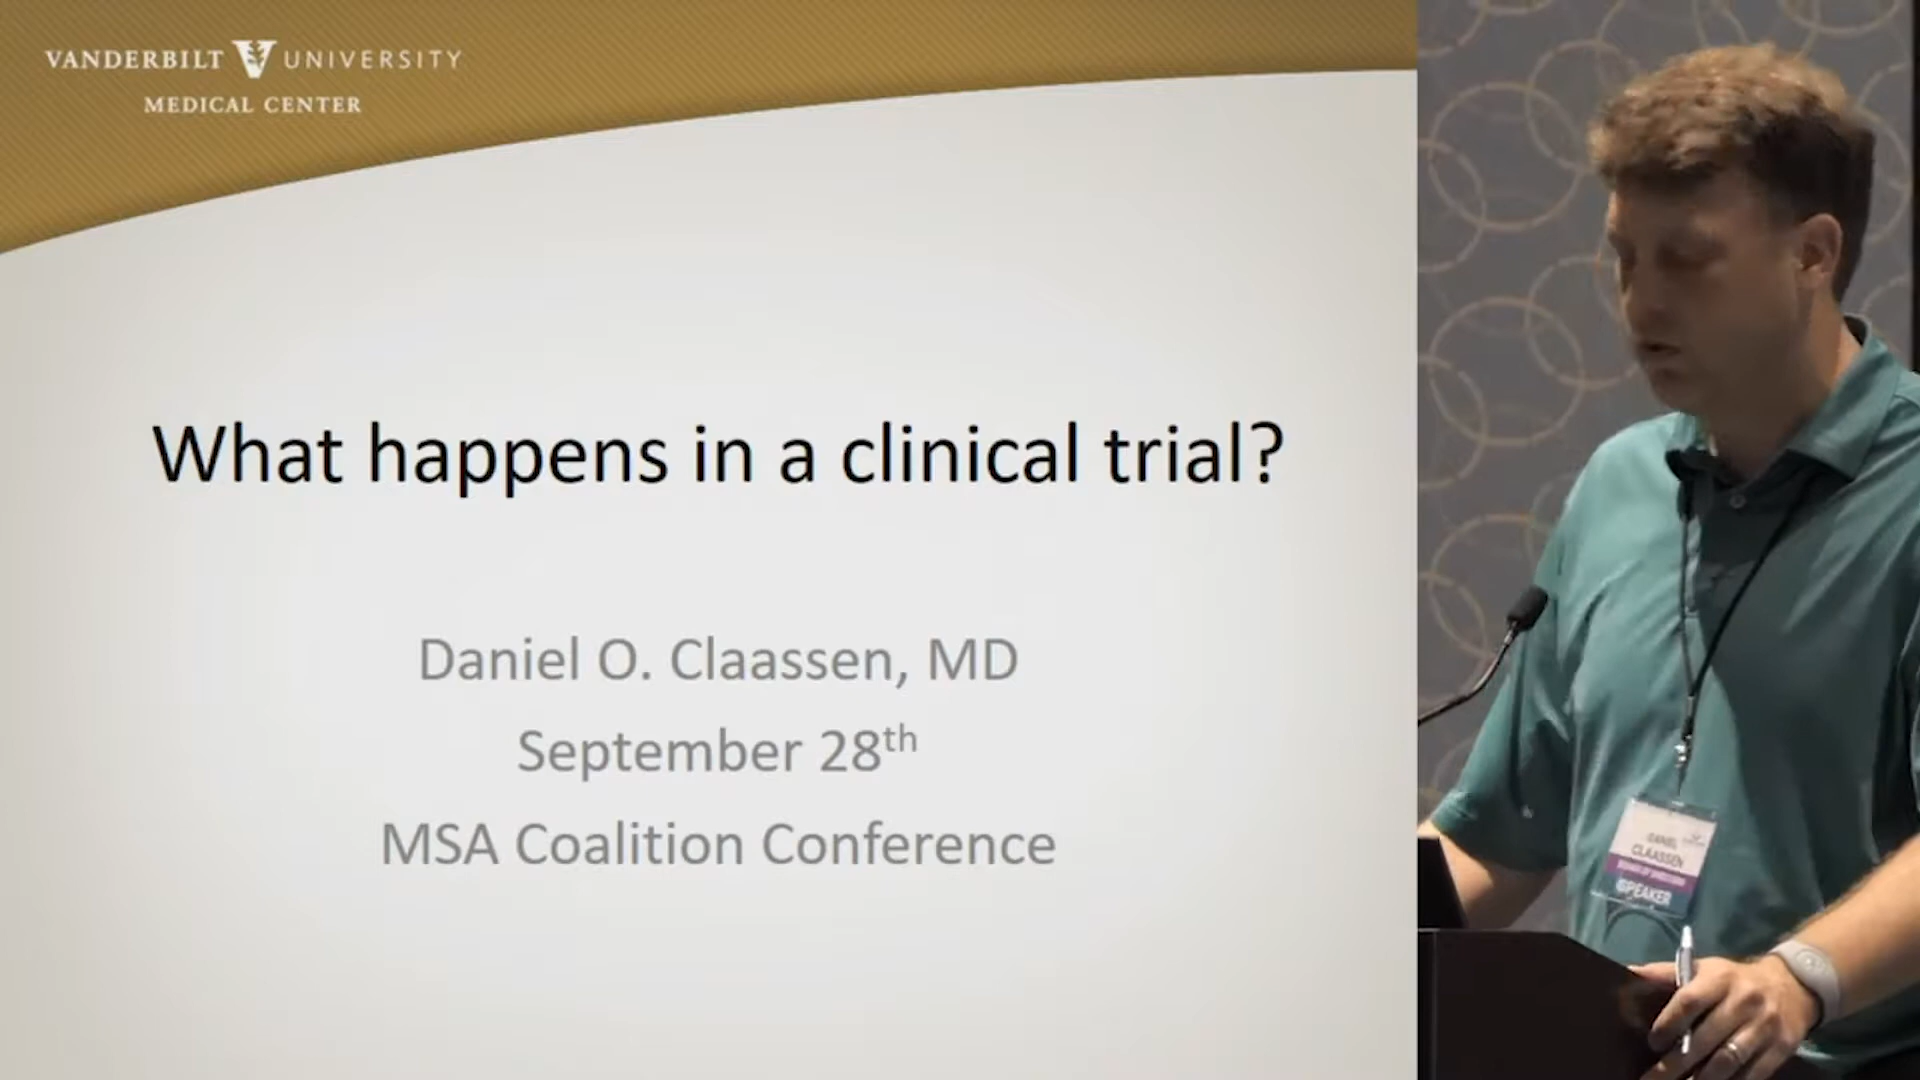 VANDERBILT UNIVERSITY
MEDICAL CENTER
What happens in a clinical trial?
Daniel O. Claassen, MD
September 28th
MSA Coalition Conference
DANIEL
CLAASSEN
SPEAKER